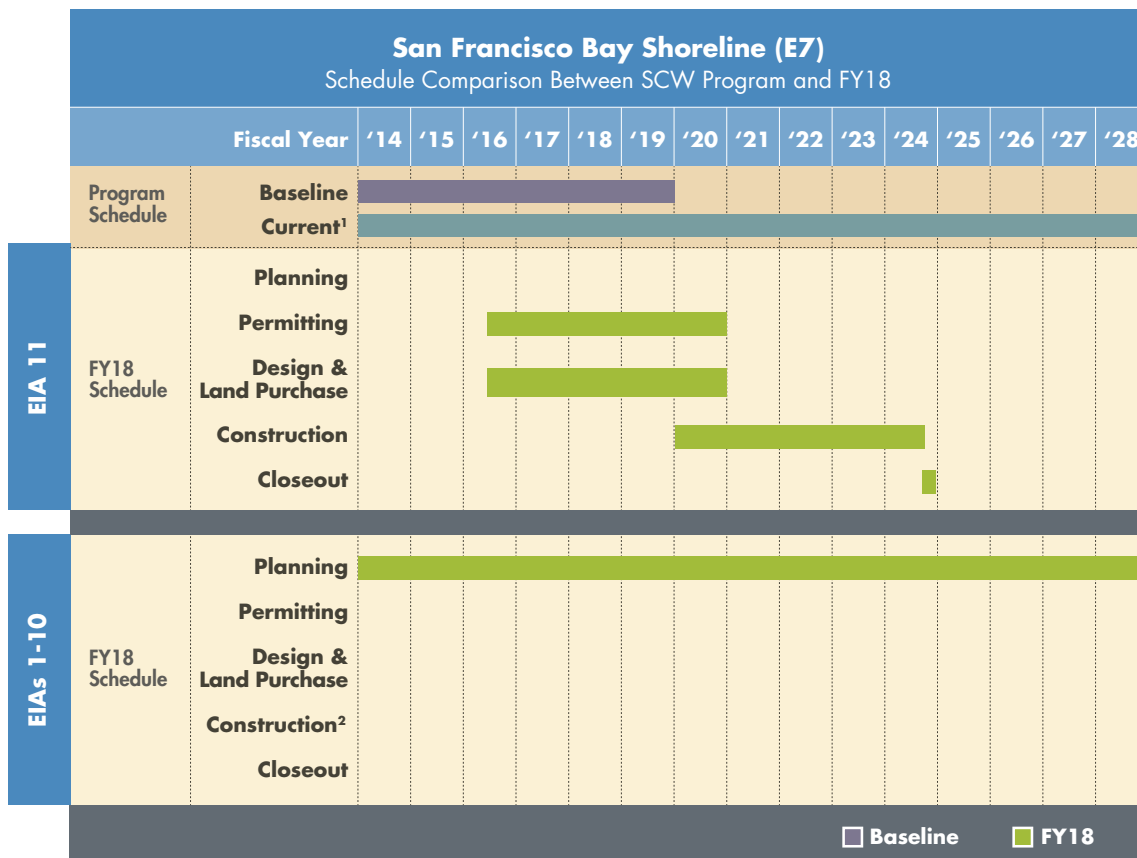 San Francisco Bay Shoreline (E7)
Schedule Comparison Between SCW Program and FY18
Fiscal Year ‘14 ‘15 ‘16 ‘17 ‘18 ‘19 ‘20 ‘21 ‘22 ‘23 ‘24 ‘25 ‘26 ‘27 ‘28
Program
Schedule
Baseline
Current¹
EIA 11
FY18
Schedule
Planning
Permitting
Design &
Land Purchase
Construction
Closeout
EIAs 1-10
FY18
Schedule
Planning
Permitting
Design &
Land Purchase
Construction²
Closeout
Baseline FY18